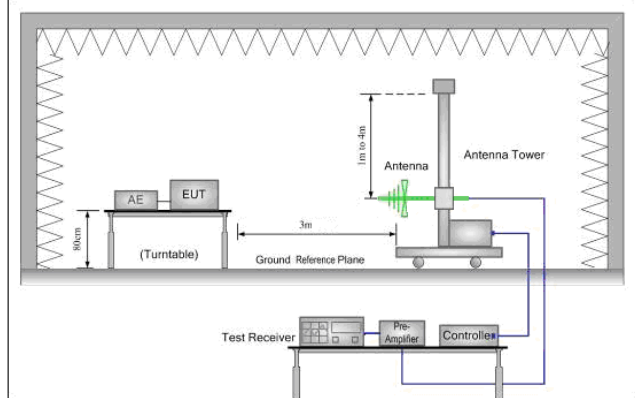 1m to 4m
Antenna
Antenna Tower
AE
EUT
80cm
(Turntable)
3m
Ground Reference Plane
Test Receiver
Pre-
Amplifier
Controller